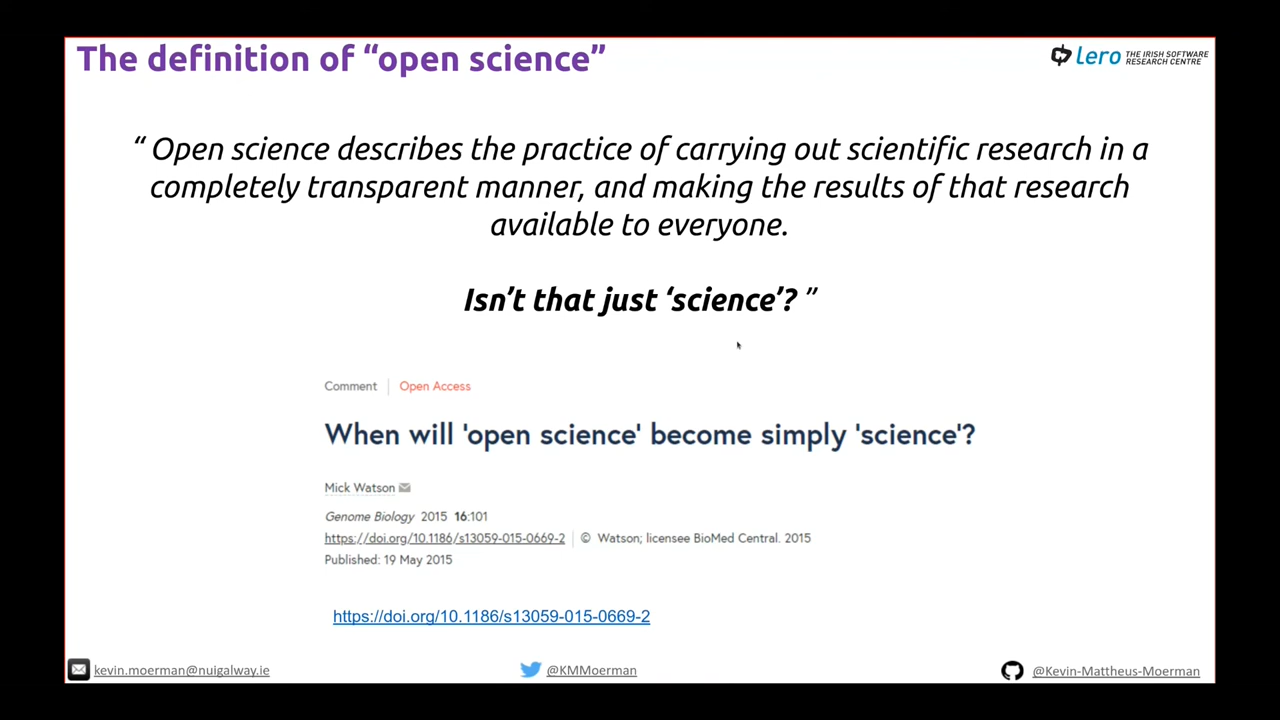 The definition of “open science”
lero THE IRISH SOFTWARE
RESEARCH CENTRE
“ Open science describes the practice of carrying out scientific research in a
completely transparent manner, and making the results of that research
available to everyone.
Isn’t that just ‘science’? ”
Comment | Open Access
When will 'open science' become simply 'science'?
Mick Watson
Genome Biology 2015 16:101
https://doi.org/10.1186/s13059-015-0669-2 | © Watson; licensee BioMed Central. 2015
Published: 19 May 2015
https://doi.org/10.1186/s13059-015-0669-2
kevin.moerman@nuigalway.ie @KMMoerman @Kevin-Mattheus-Moerman